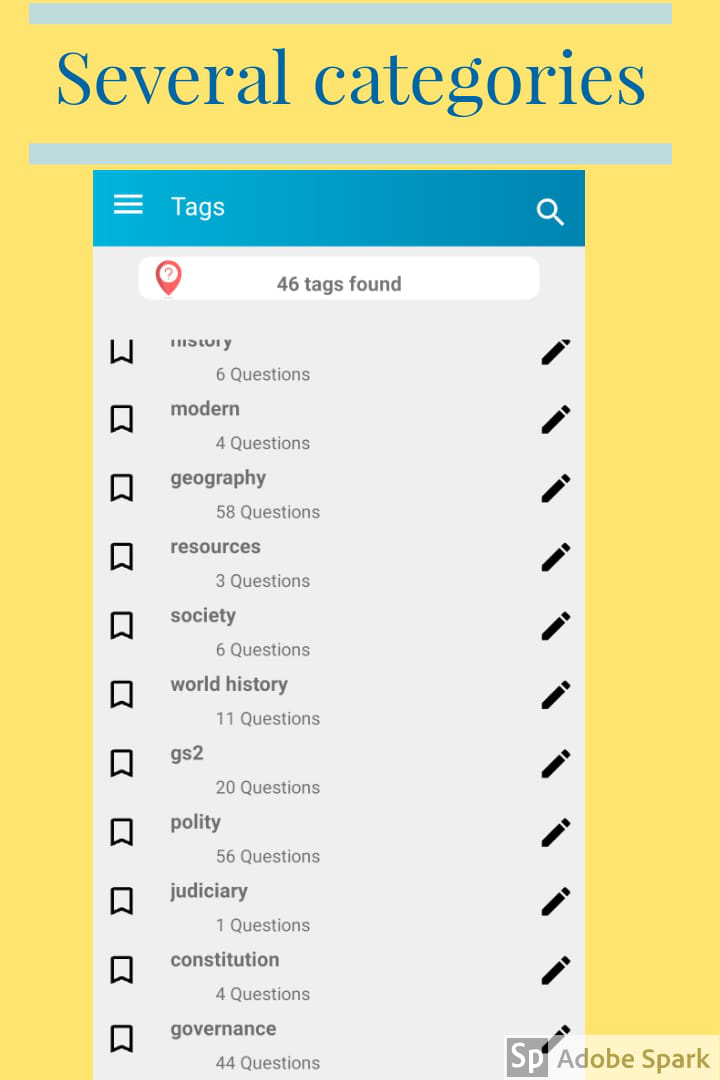 Several categories
Tags
46 tags found
history
6 Questions
modern
4 Questions
geography
58 Questions
resources
3 Questions
society
6 Questions
world history
11 Questions
gs2
20 Questions
polity
56 Questions
judiciary
1 Questions
constitution
4 Questions
governance
44 Questions
Sp Adobe Spark